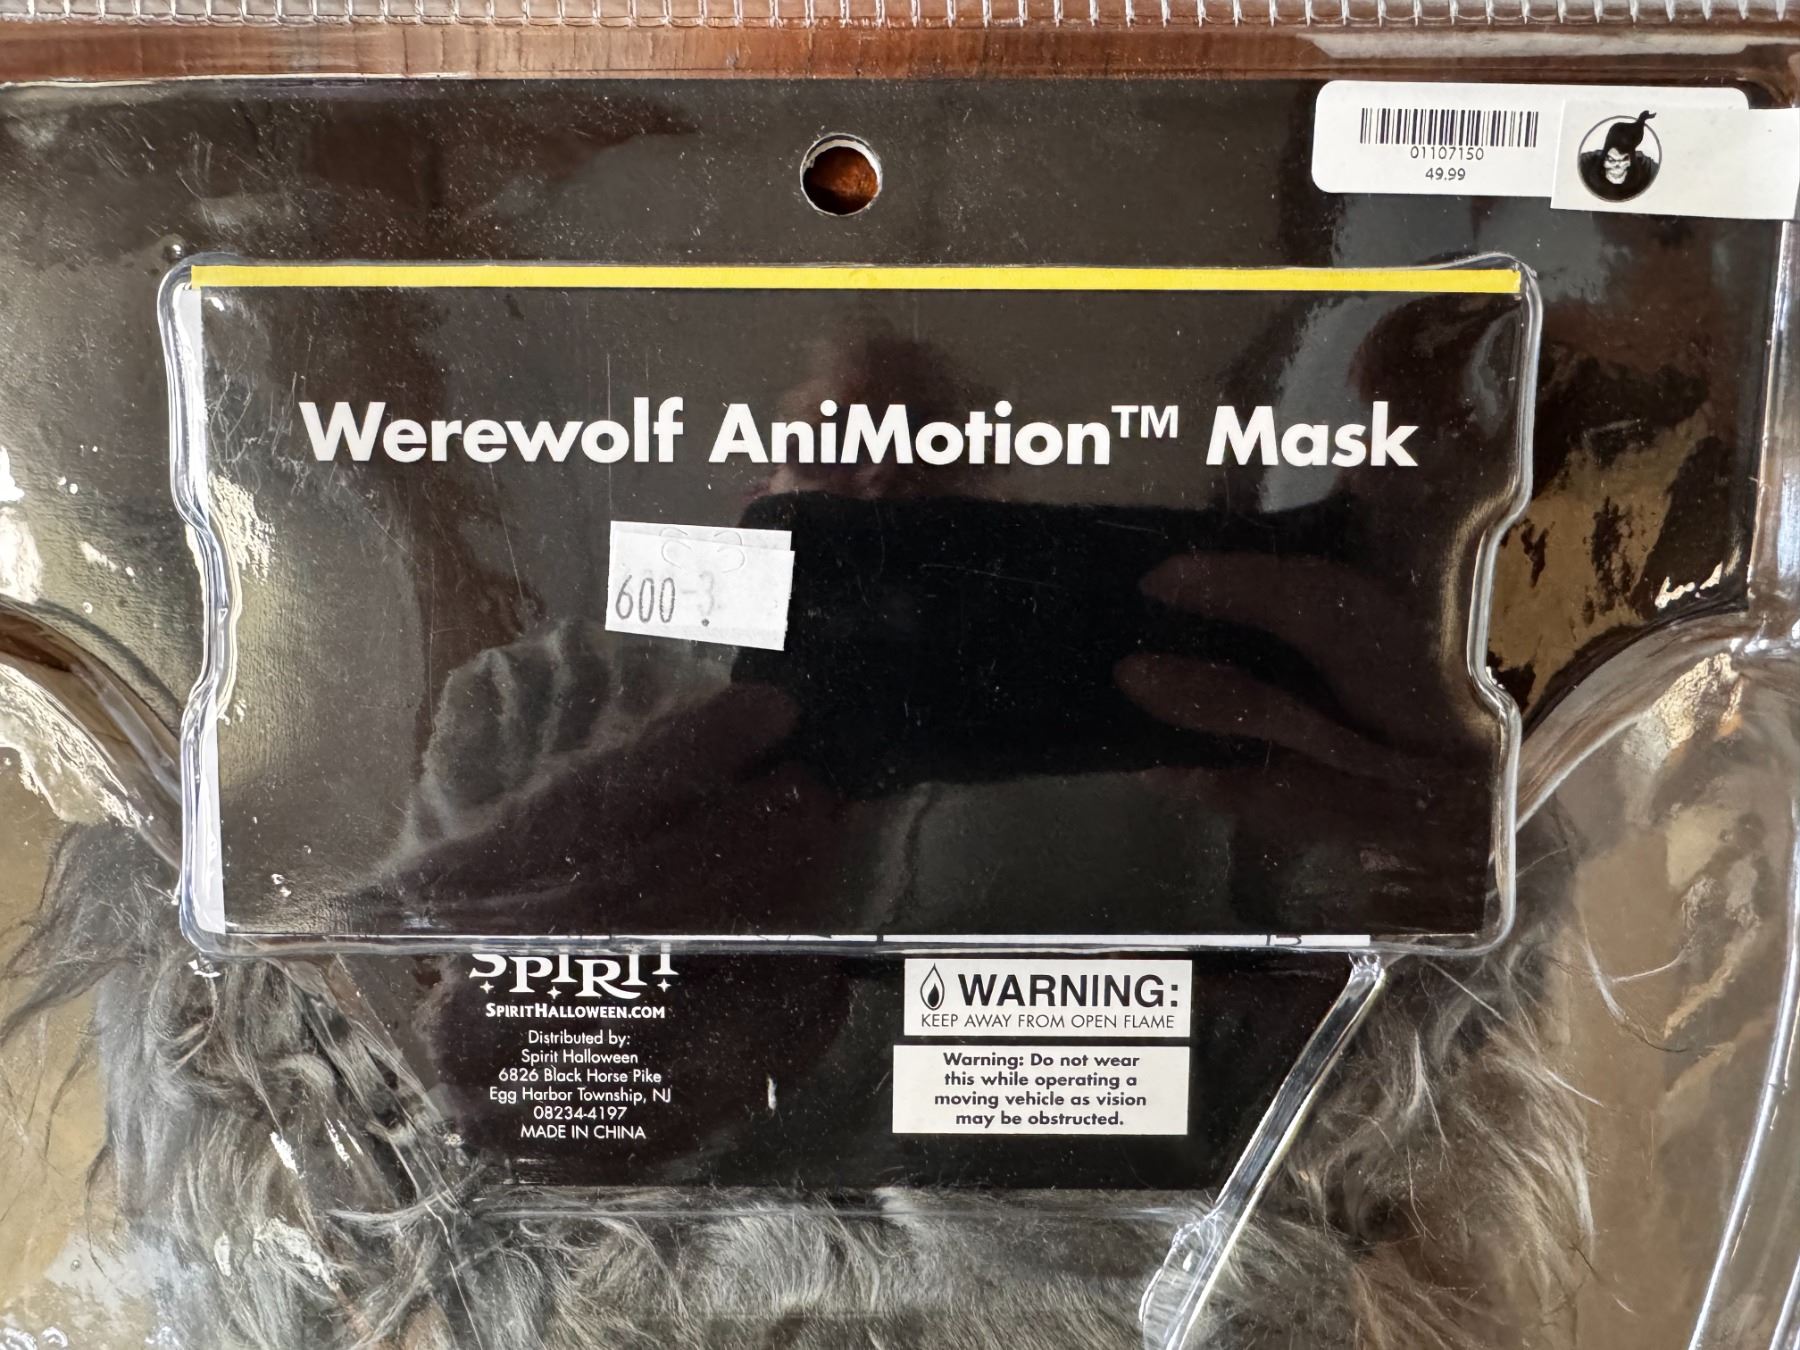 01107150
49.99
Werewolf AniMotion™ Mask
600-3.
SPIRIT
SPIRITHALLOWEEN.COM
Distributed by:
Spirit Halloween
6826 Black Horse Pike
Egg Harbor Township, NJ
08234-4197
MADE IN CHINA
WARNING:
KEEP AWAY FROM OPEN FLAME
Warning: Do not wear
this while operating a
moving vehicle as vision
may be obstructed.